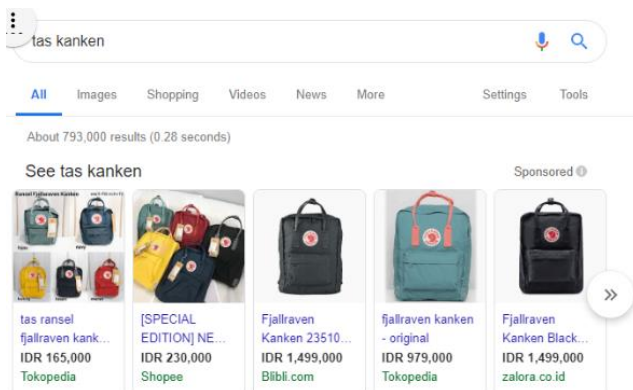 tas kanken
All Images Shopping Videos News More Settings Tools
About 793,000 results (0.28 seconds)
See tas kanken
Sponsored
Ransel Fjallraven Kanken
tas ransel
fjallraven kank...
IDR 165,000
Tokopedia
[SPECIAL
EDITION] NE...
IDR 230,000
Shopee
Fjallraven
Kanken 23510...
IDR 1,499,000
Blibli.com
fjallraven kanken
- original
IDR 979,000
Tokopedia
Fjallraven
Kanken Black...
IDR 1,499,000
zalora.co.id